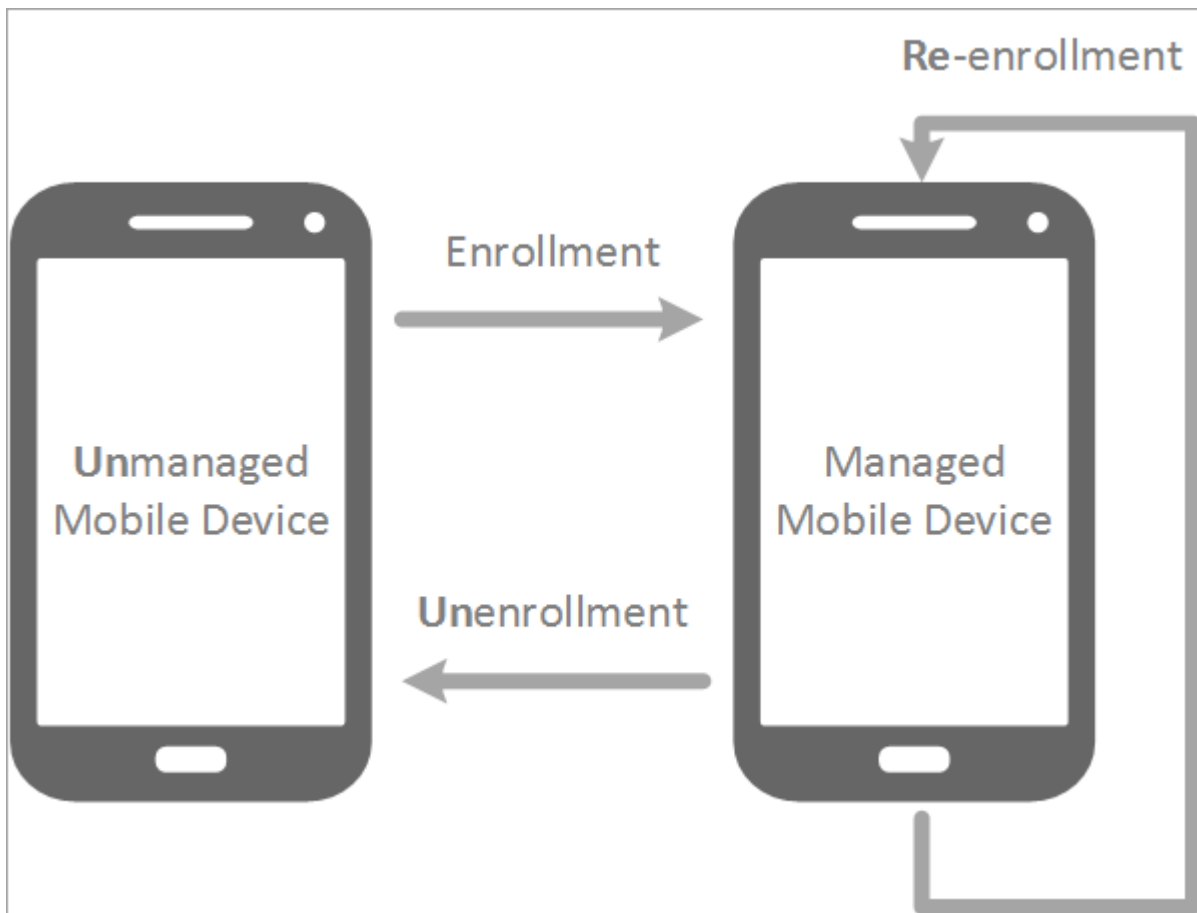 Re-enrollment
Enrollment
Unmanaged
Mobile Device
Managed
Mobile Device
Unenrollment